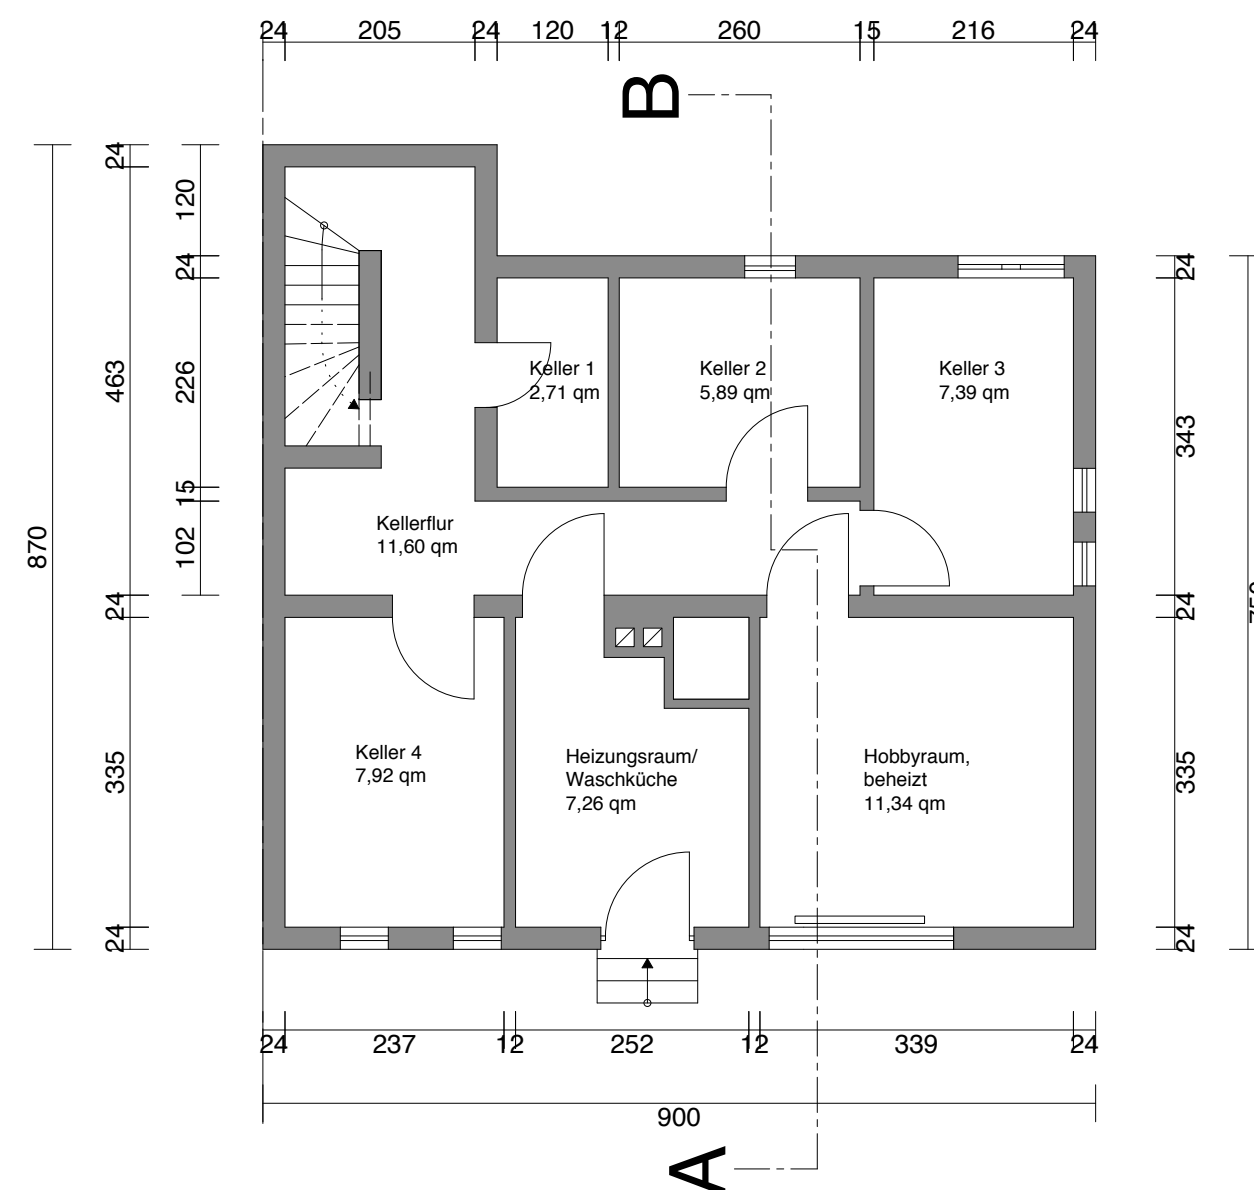 24 205 24 120 12 260 15 216 24
B
24
120
24
24
463
226
Keller 1
2,71 qm
Keller 2
5,89 qm
Keller 3
7,39 qm
343
15
102
Kellerflur
11,60 qm
870
24
24
335
Keller 4
7,92 qm
Heizungsraum/
Waschküche
7,26 qm
Hobbyraum,
beheizt
11,34 qm
335
24
24
24 237 12 252 12 339 24
900
A